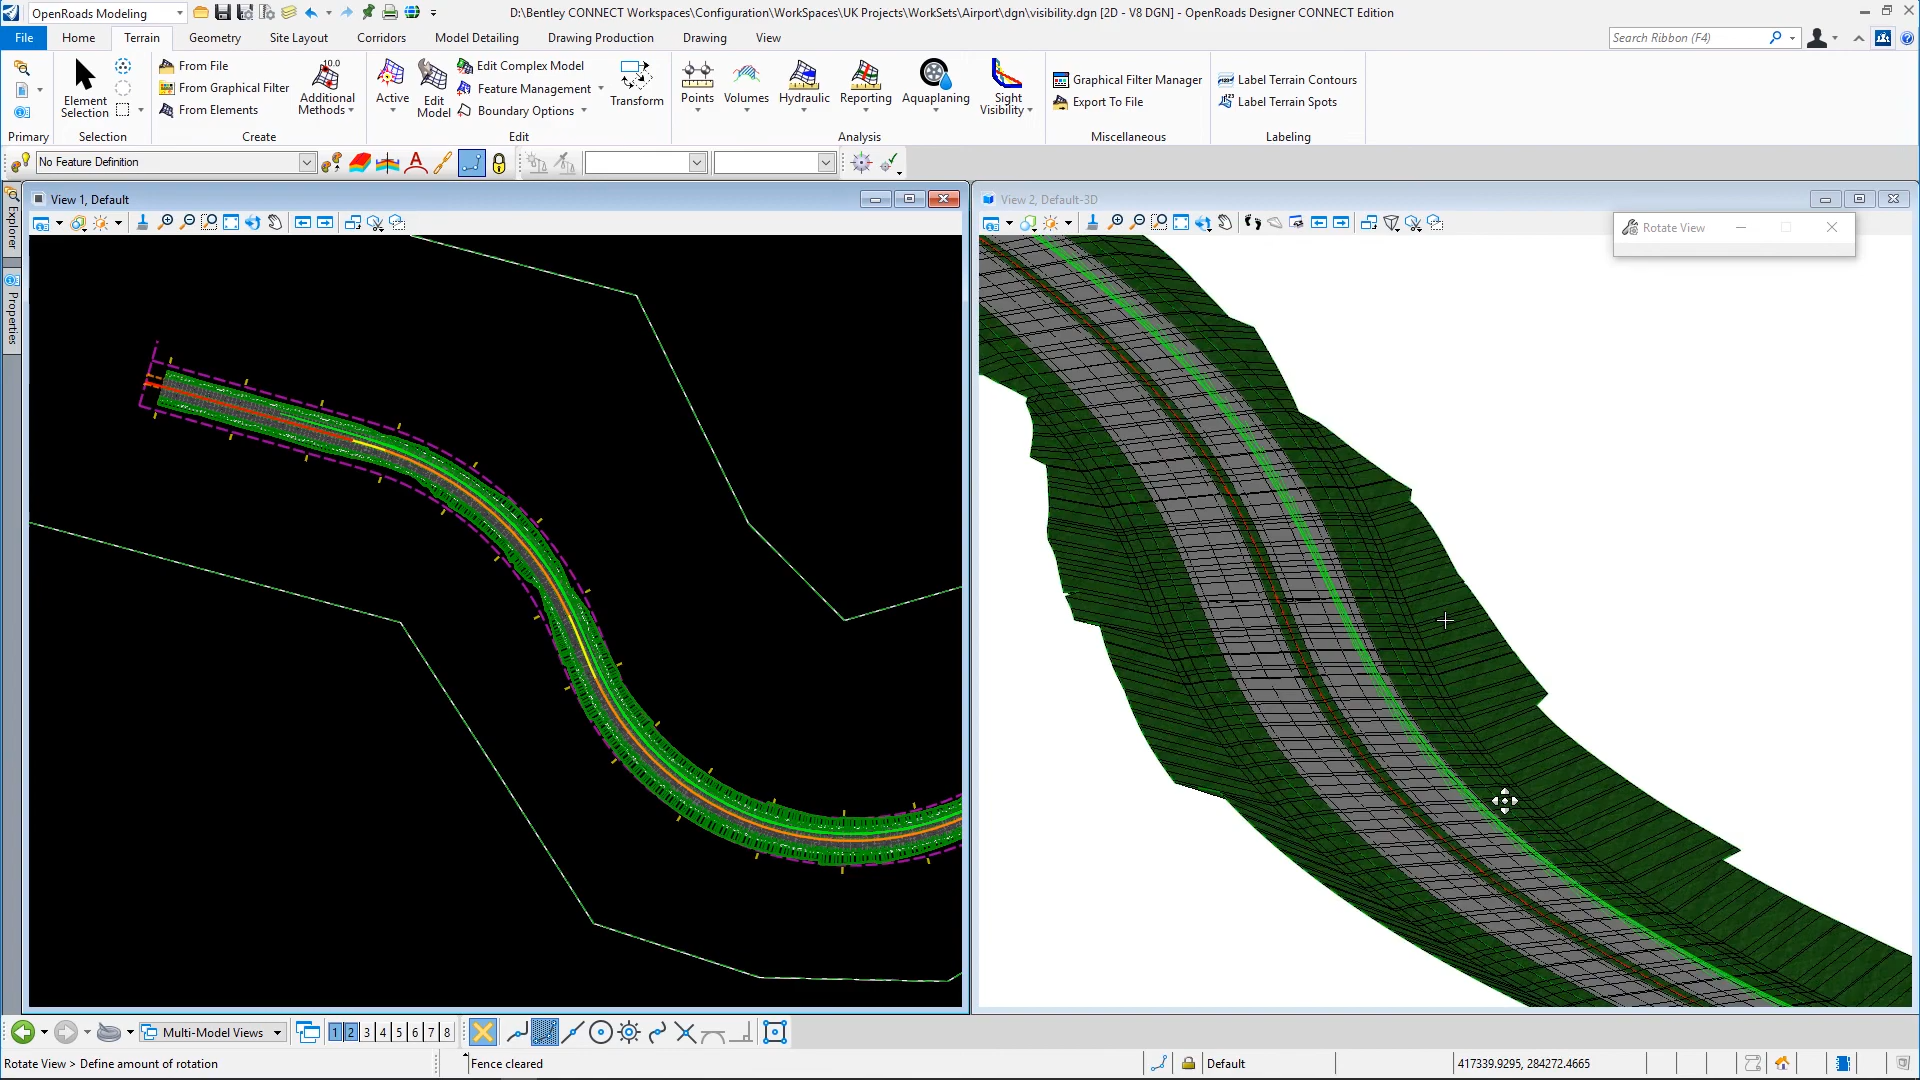 OpenRoads Modeling
D:\Bentley CONNECT Workspaces\Configuration\WorkSpaces\UK Projects\WorkSets\Airport\dgn\visibility.dgn [2D - V8 DGN] - OpenRoads Designer CONNECT Edition
File Home Terrain Geometry Site Layout Corridors Model Detailing Drawing Production Drawing View
Search Ribbon (F4)
Element Selection
From File
From Graphical Filter
From Elements
10.0
Additional Methods
Active
Edit Model
Edit Complex Model
Feature Management
Boundary Options
Transform
Points
Volumes
Hydraulic
Reporting
Aquaplaning
Sight Visibility
Graphical Filter Manager
Export To File
Label Terrain Contours
Label Terrain Spots
Primary Selection Create Edit Analysis Miscellaneous Labeling
No Feature Definition
Explorer
Properties
View 1, Default
View 2, Default-3D
Rotate View
Multi-Model Views
1 2 3 4 5 6 7 8
Rotate View > Define amount of rotation
Fence cleared
Default
417339.9295, 284272.4665